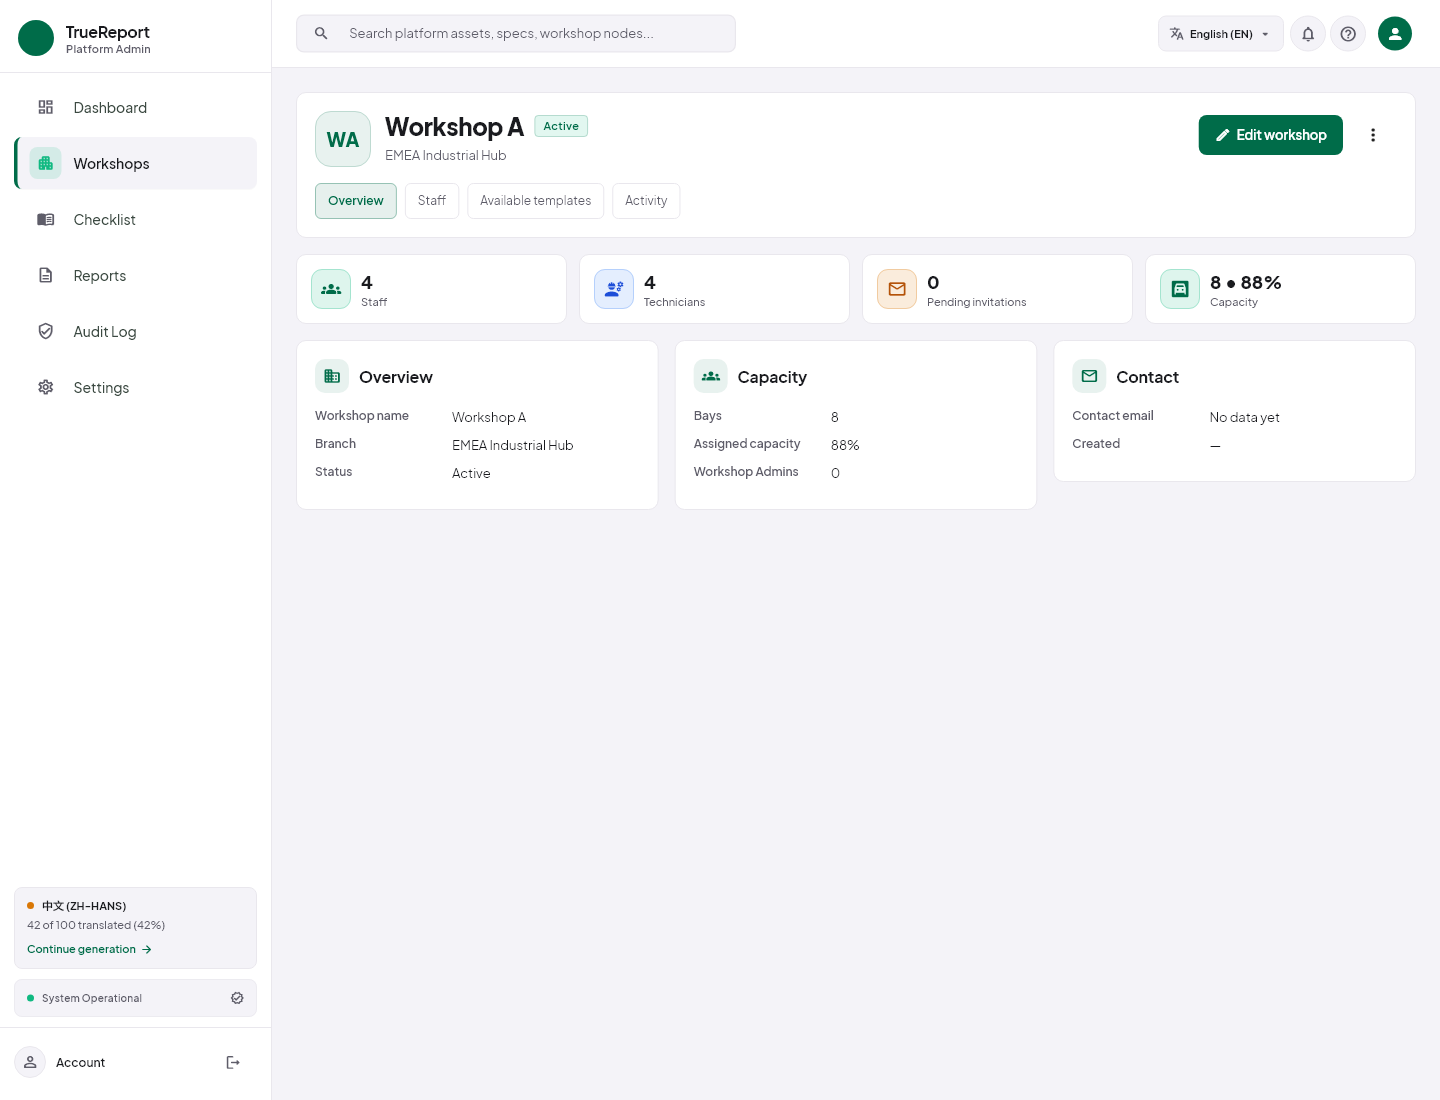 TrueReport
Platform Admin
Dashboard
Workshops
Checklist
Reports
Audit Log
Settings
中文 (ZH-HANS)
42 of 100 translated (42%)
Continue generation →
System Operational
Account
Search platform assets, specs, workshop nodes...
English (EN)
WA
Workshop A
Active
EMEA Industrial Hub
Edit workshop
Overview
Staff
Available templates
Activity
4
Staff
4
Technicians
0
Pending invitations
8 • 88%
Capacity
Overview
Workshop name Workshop A
Branch EMEA Industrial Hub
Status Active
Capacity
Bays 8
Assigned capacity 88%
Workshop Admins 0
Contact
Contact email No data yet
Created —